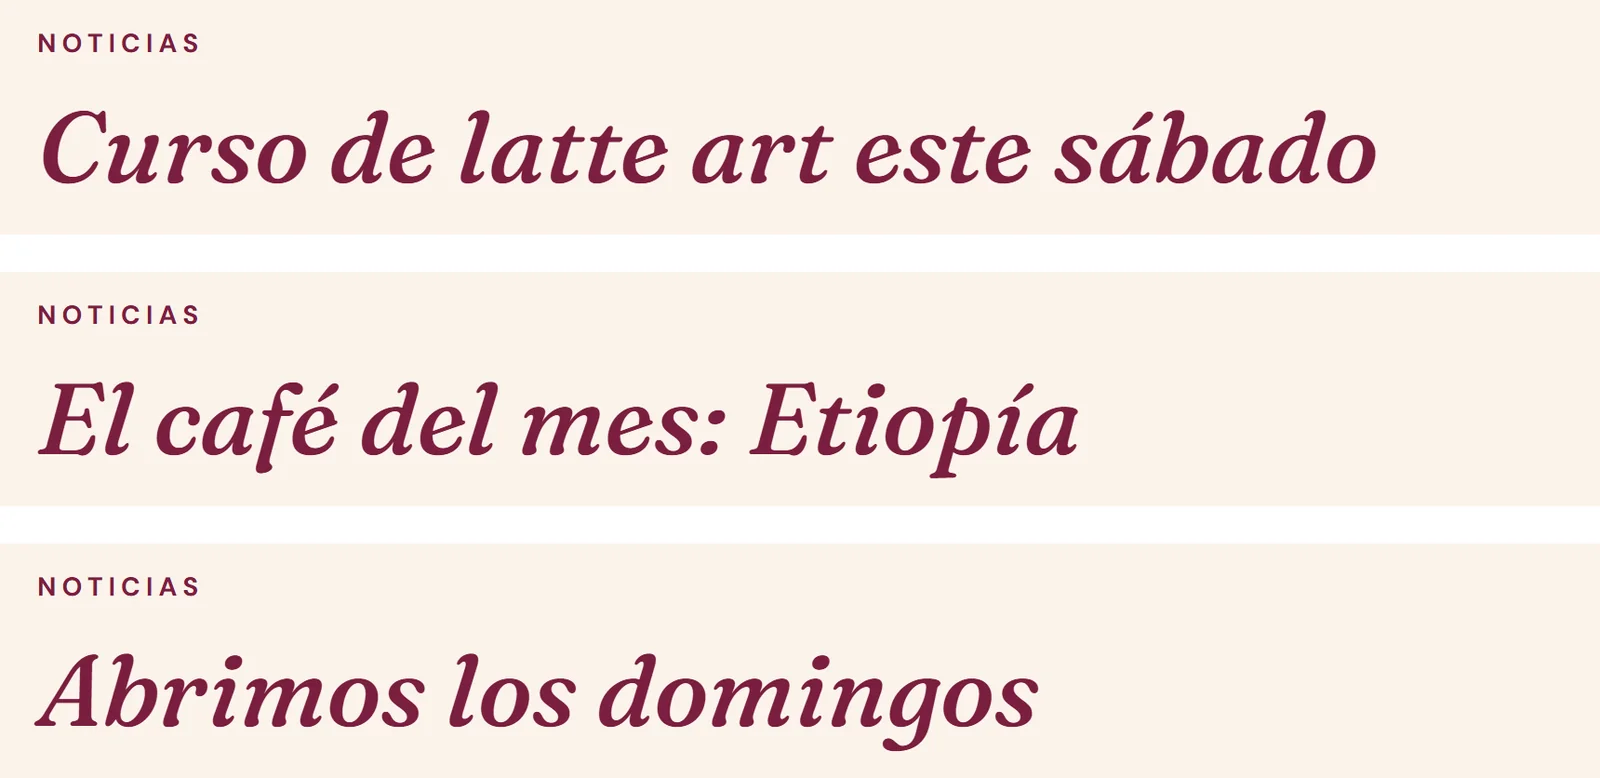 NOTICIAS
Curso de latte art este sábado
NOTICIAS
El café del mes: Etiopía
NOTICIAS
Abrimos los domingos